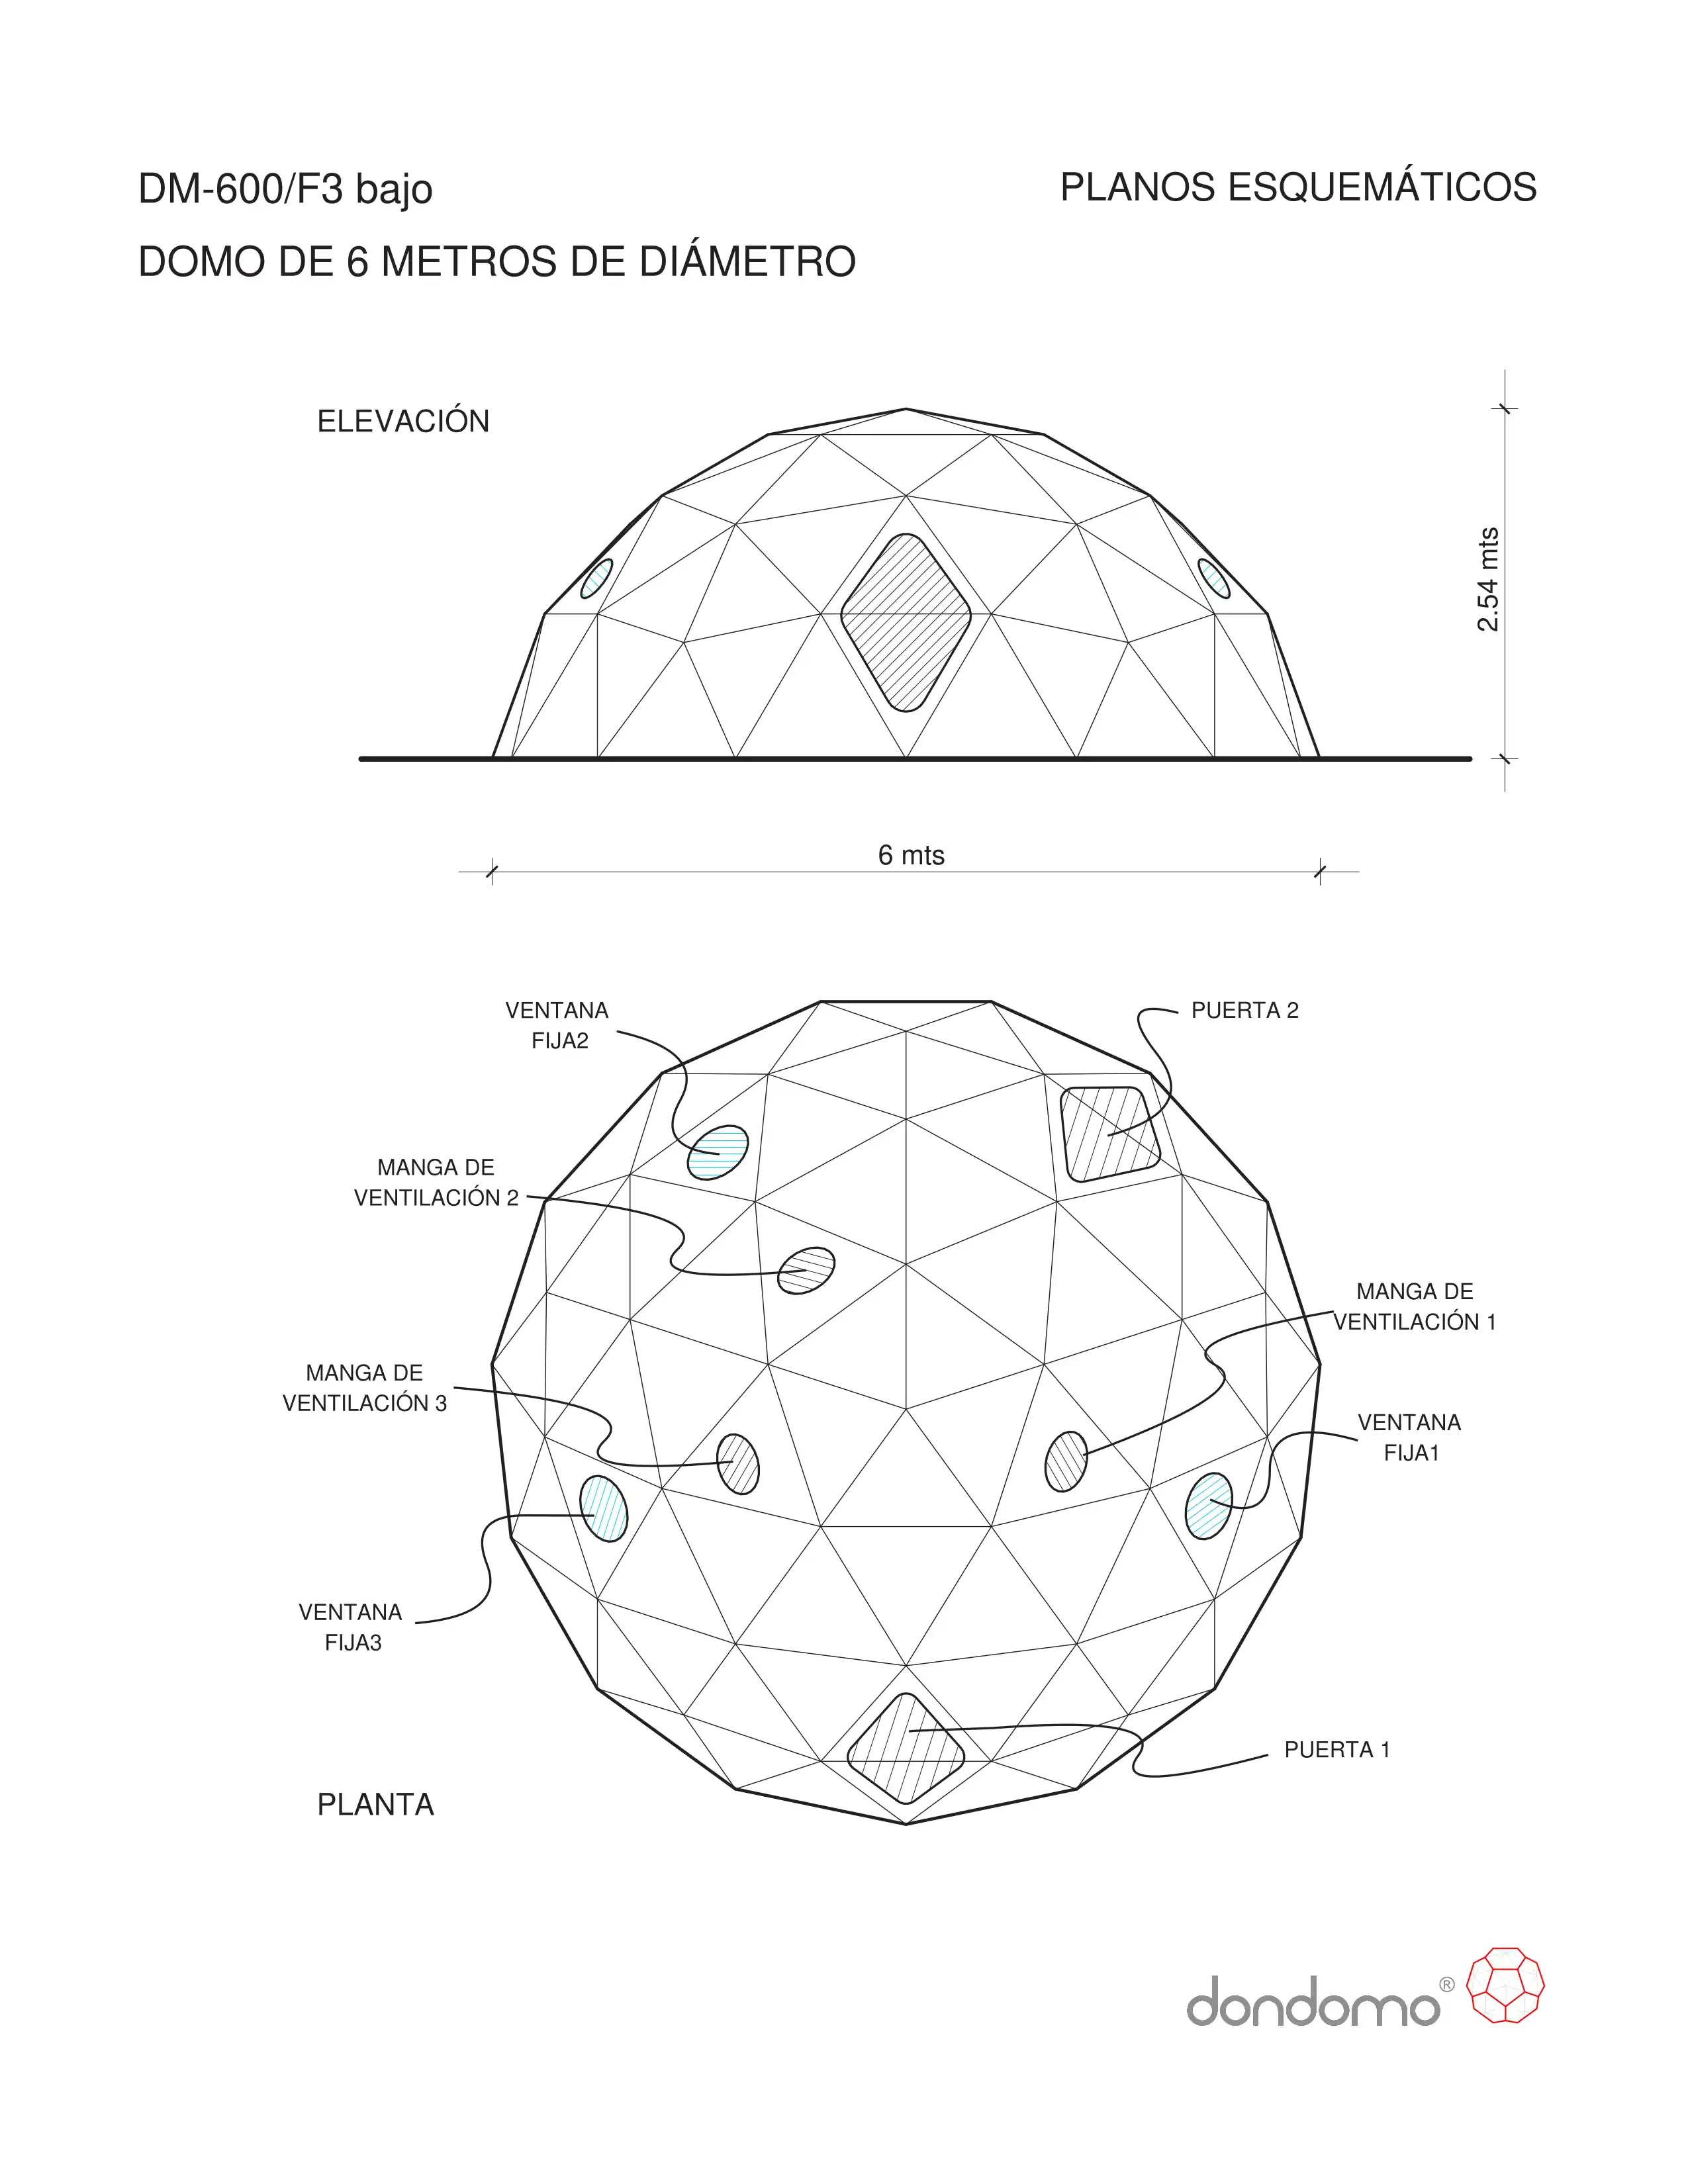 DM-600/F3 bajo
PLANOS ESQUEMÁTICOS
DOMO DE 6 METROS DE DIÁMETRO
ELEVACIÓN
2.54 mts
6 mts
VENTANA
FIJA2
PUERTA 2
MANGA DE
VENTILACIÓN 2
MANGA DE
VENTILACIÓN 1
MANGA DE
VENTILACIÓN 3
VENTANA
FIJA1
VENTANA
FIJA3
PUERTA 1
PLANTA
dondomo®